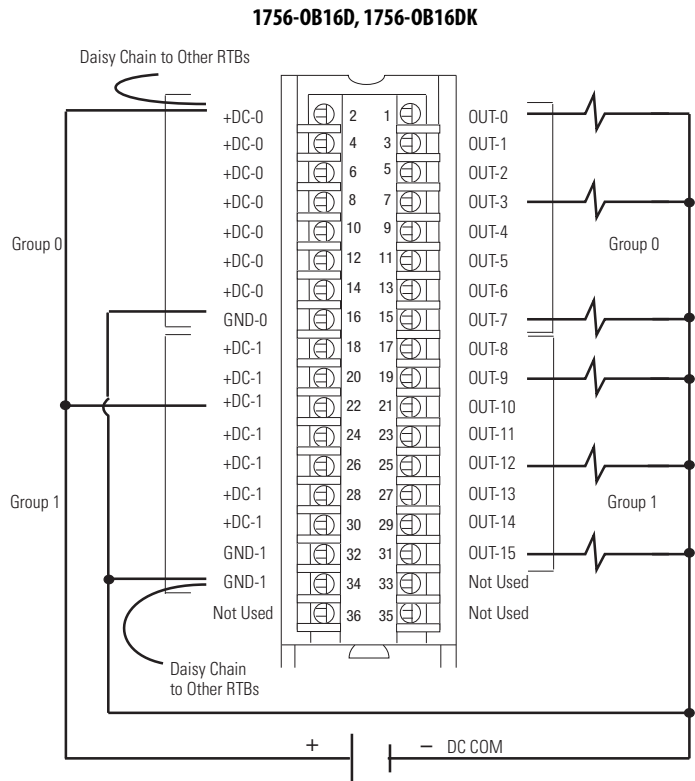 1756-OB16D, 1756-OB16DK
Daisy Chain to Other RTBs
+DC-0 2 1 OUT-0
+DC-0 4 3 OUT-1
+DC-0 6 5 OUT-2
+DC-0 8 7 OUT-3
+DC-0 10 9 OUT-4
Group 0 Group 0
+DC-0 12 11 OUT-5
+DC-0 14 13 OUT-6
GND-0 16 15 OUT-7
+DC-1 18 17 OUT-8
+DC-1 20 19 OUT-9
+DC-1 22 21 OUT-10
+DC-1 24 23 OUT-11
+DC-1 26 25 OUT-12
+DC-1 28 27 OUT-13
Group 1 Group 1
+DC-1 30 29 OUT-14
GND-1 32 31 OUT-15
GND-1 34 33 Not Used
Not Used 36 35 Not Used
Daisy Chain
to Other RTBs
+ − DC COM